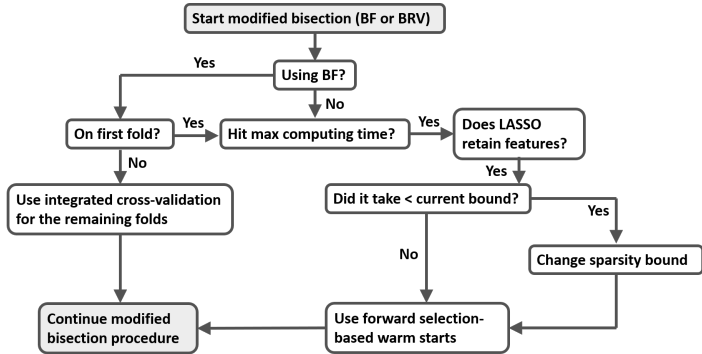 Start modified bisection (BF or BRV)
Yes
Using BF?
No
On first fold?
Yes
Hit max computing time?
Yes
Does LASSO
retain features?
No
Yes
Use integrated cross-validation
for the remaining folds
Did it take < current bound?
Yes
No
Change sparsity bound
Continue modified
bisection procedure
Use forward selection-
based warm starts